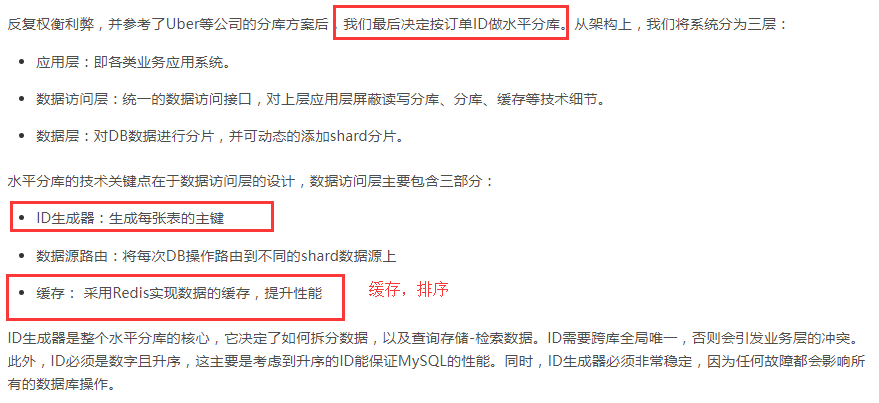 反复权衡利弊，并参考了Uber等公司的分库方案后，我们最后决定按订单ID做水平分库。从架构上，我们将系统分为三层：
• 应用层：即各类业务应用系统。
• 数据访问层：统一的数据访问接口，对上层应用层屏蔽读写分库、分库、缓存等技术细节。
• 数据层：对DB数据进行分片，并可动态的添加shard分片。
水平分库的技术关键点在于数据访问层的设计，数据访问层主要包含三部分：
• ID生成器：生成每张表的主键
• 数据源路由：将每次DB操作路由到不同的shard数据源上
• 缓存： 采用Redis实现数据的缓存，提升性能
缓存，排序
ID生成器是整个水平分库的核心，它决定了如何拆分数据，以及查询存储-检索数据。ID需要跨库全局唯一，否则会引发业务层的冲突。
此外，ID必须是数字且升序，这主要是考虑到升序的ID能保证MySQL的性能。同时，ID生成器必须非常稳定，因为任何故障都会影响所
有的数据库操作。